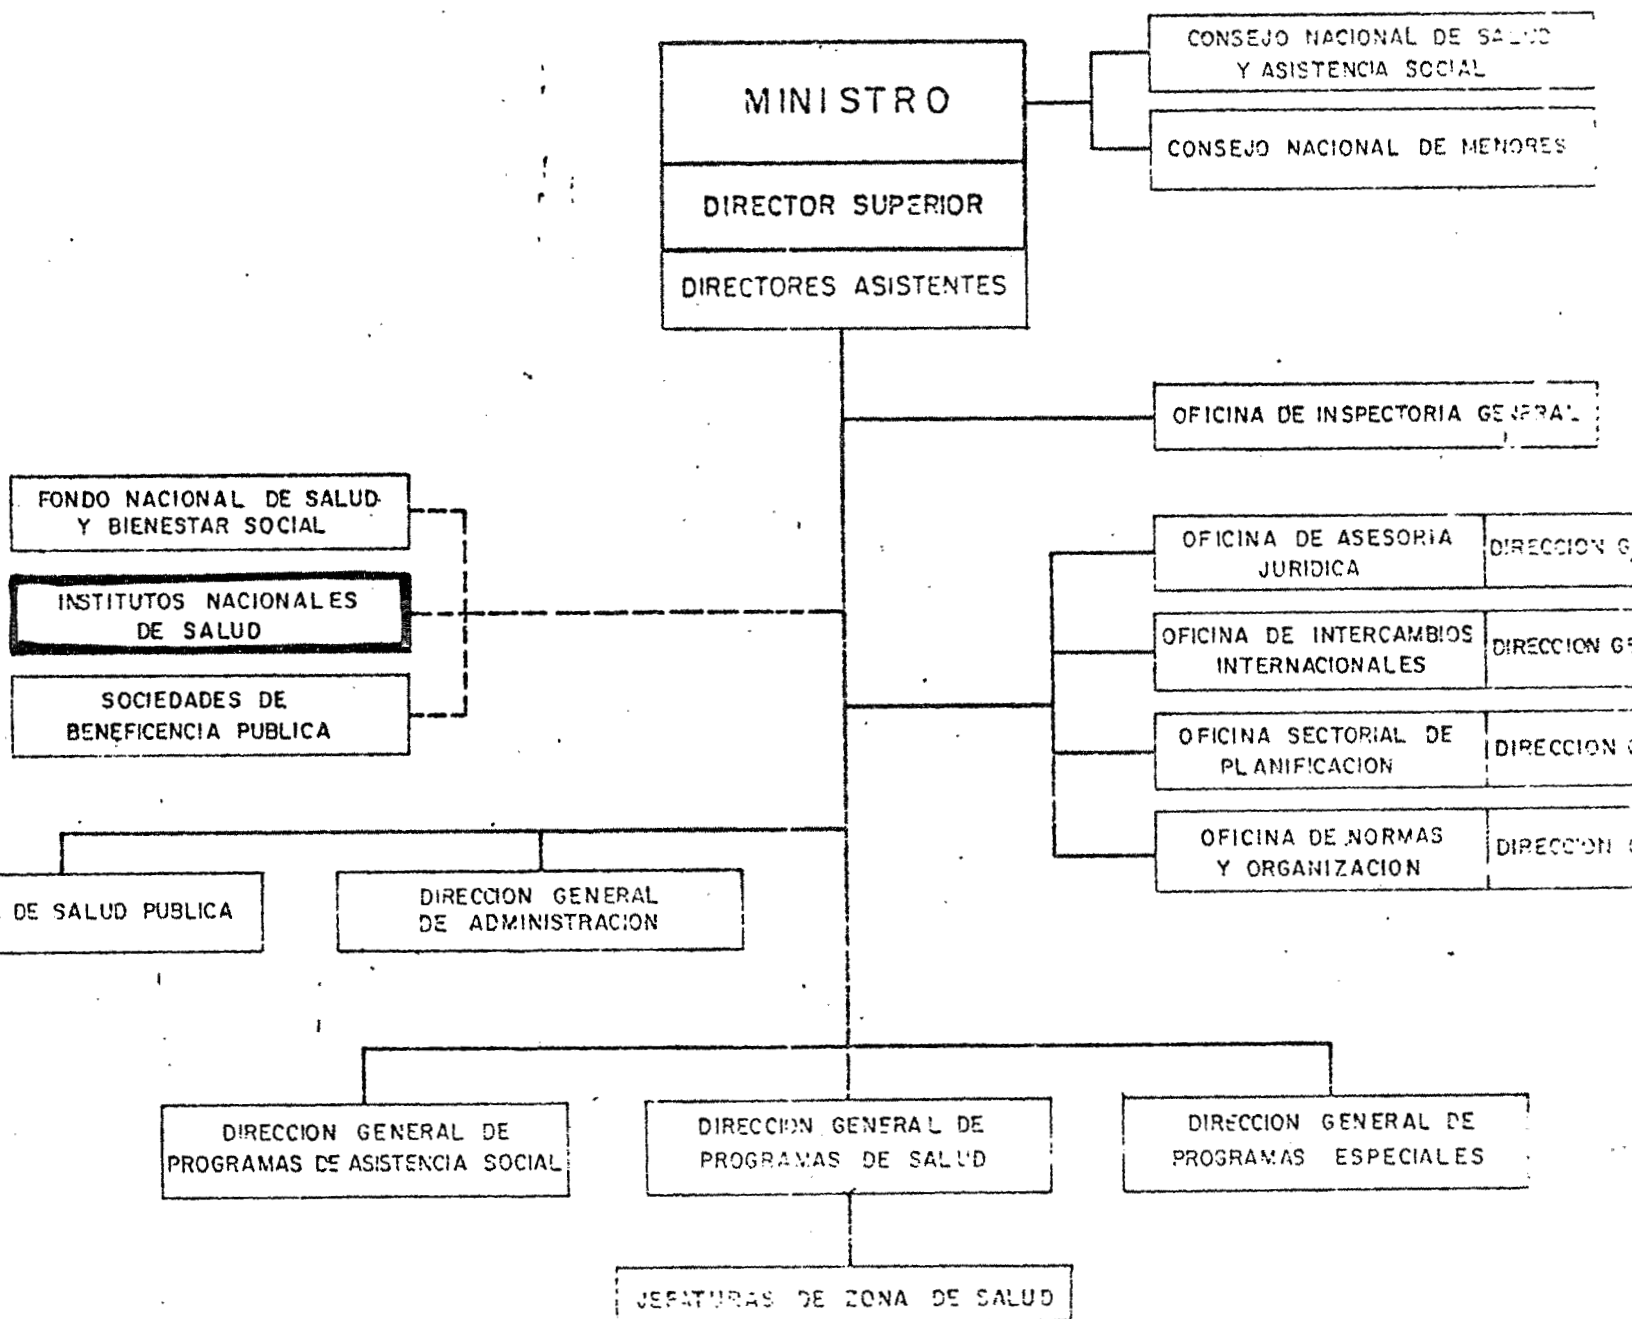 CONSEJO NACIONAL DE SALUD
Y ASISTENCIA SOCIAL
MINISTRO
CONSEJO NACIONAL DE MENORES
DIRECTOR SUPERIOR
DIRECTORES ASISTENTES
OFICINA DE INSPECTORIA GENERAL
FONDO NACIONAL DE SALUD
Y BIENESTAR SOCIAL
INSTITUTOS NACIONALES
DE SALUD
SOCIEDADES DE
BENEFICENCIA PUBLICA
OFICINA DE ASESORIA
JURIDICA
DIRECCION G
OFICINA DE INTERCAMBIOS
INTERNACIONALES
DIRECCION GE
OFICINA SECTORIAL DE
PLANIFICACION
DIRECCION
OFICINA DE NORMAS
Y ORGANIZACION
DIRECCION
DE SALUD PUBLICA
DIRECCION GENERAL
DE ADMINISTRACION
DIRECCION GENERAL DE
PROGRAMAS DE ASISTENCIA SOCIAL
DIRECCION GENERAL DE
PROGRAMAS DE SALUD
DIRECCION GENERAL DE
PROGRAMAS ESPECIALES
JEFATURAS DE ZONA DE SALUD